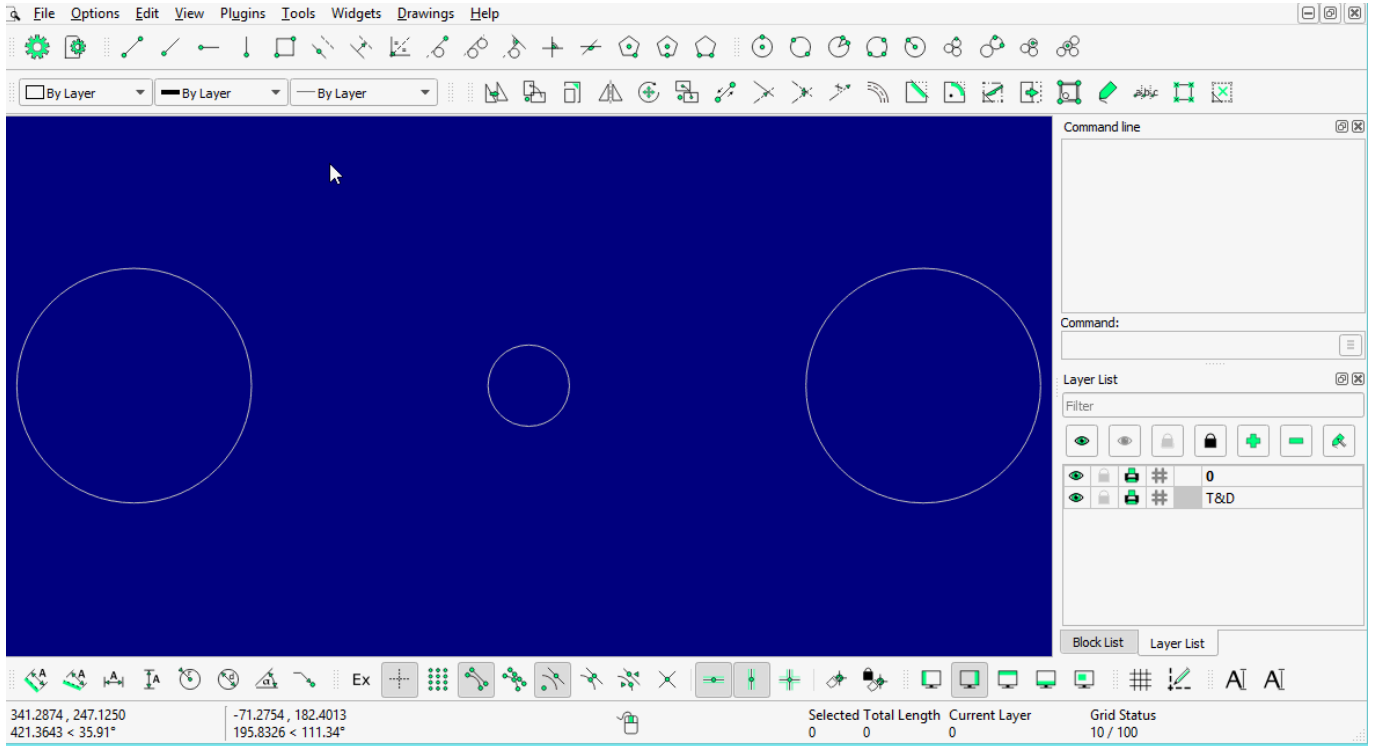 File Options Edit View Plugins Tools Widgets Drawings Help
By Layer By Layer By Layer
Command line
Command:
Layer List
Filter
0
T&D
Block List Layer List
Ex
341.2874 , 247.1250 -71.2754 , 182.4013 Selected Total Length Current Layer Grid Status
421.3643 < 35.91° 195.8326 < 111.34° 0 0 0 10 / 100